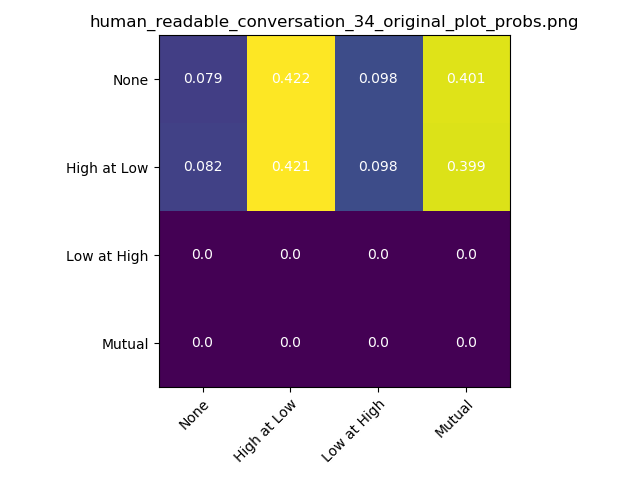 human_readable_conversation_34_original_plot_probs.png
None 0.079 0.422 0.098 0.401
High at Low 0.082 0.421 0.098 0.399
Low at High 0.0 0.0 0.0 0.0
Mutual 0.0 0.0 0.0 0.0
None High at Low Low at High Mutual